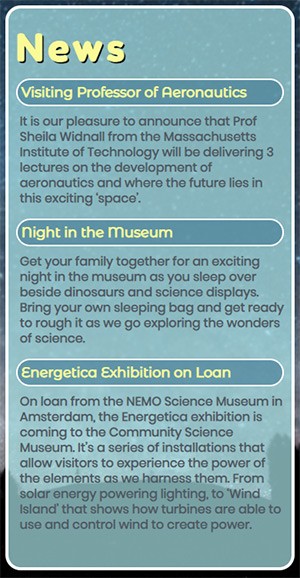 News
Visiting Professor of Aeronautics
It is our pleasure to announce that Prof
Sheila Widnall from the Massachusetts
Institute of Technology will be delivering 3
lectures on the development of
aeronautics and where the future lies in
this exciting 'space'.
Night in the Museum
Get your family together for an exciting
night in the museum as you sleep over
beside dinosaurs and science displays.
Bring your own sleeping bag and get ready
to rough it as we go exploring the wonders
of science.
Energetica Exhibition on Loan
On loan from the NEMO Science Museum in
Amsterdam, the Energetica exhibition is
coming to the Community Science
Museum. It's a series of installations that
allow visitors to experience the power of
the elements as we harness them. From
solar energy powering lighting, to 'Wind
Island' that shows how turbines are able to
use and control wind to create power.